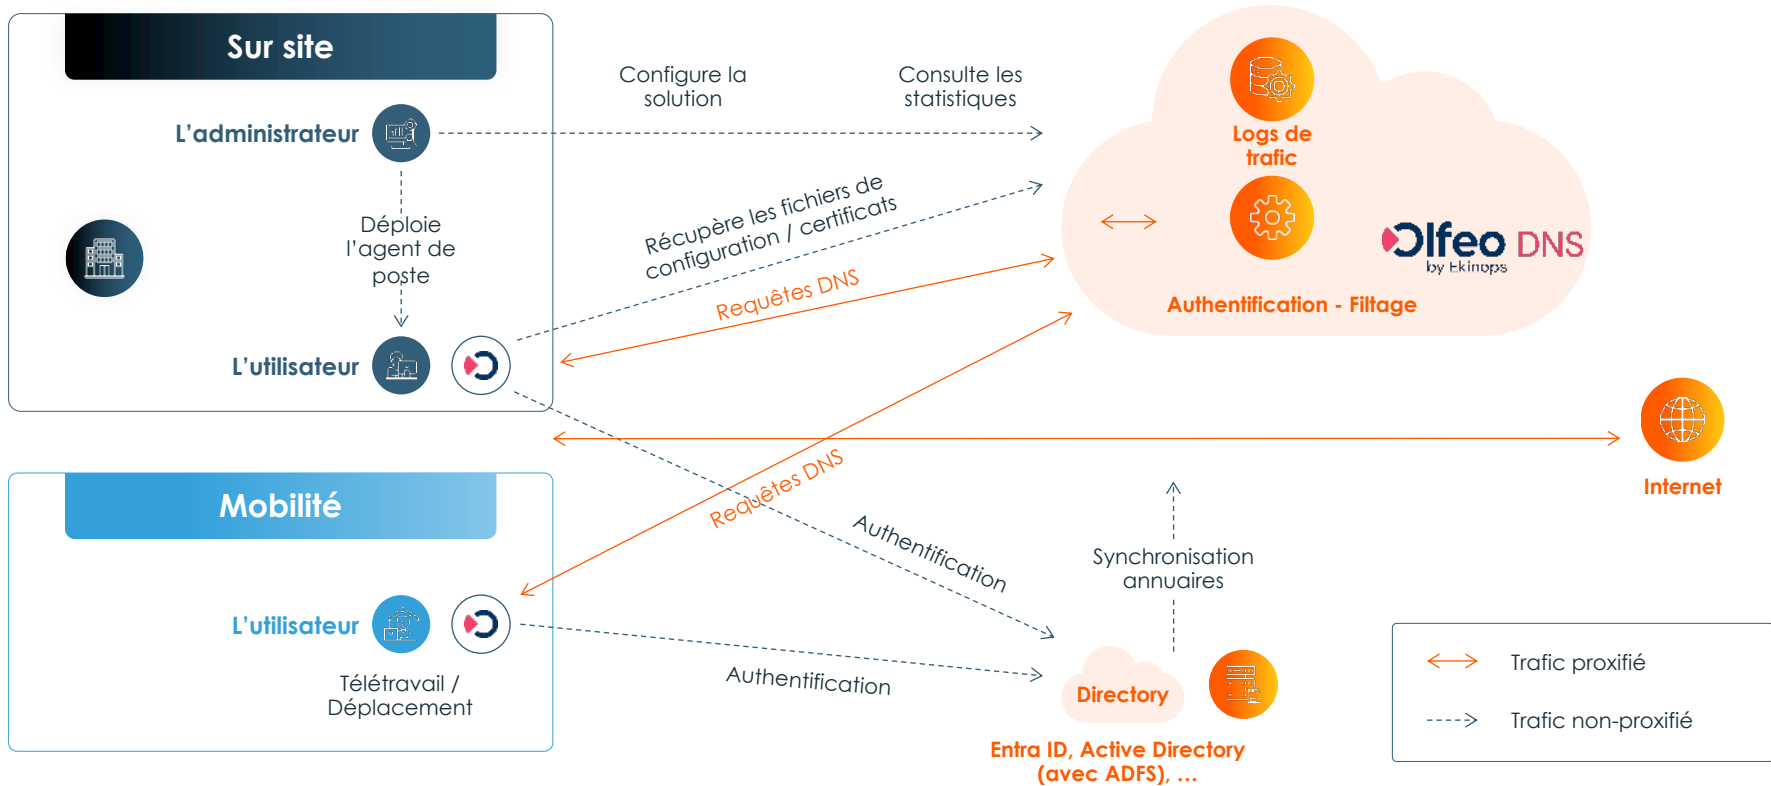 Sur site
L'administrateur
Déploie
l'agent de
poste
L'utilisateur
Configure la
solution
Consulte les
statistiques
Récupère les fichiers de
configuration / certificats
Requêtes DNS
Logs de
trafic
Olfeo DNS
by Ekinops
Authentification - Filtage
Internet
Mobilité
L'utilisateur
Télétravail /
Déplacement
Requêtes DNS
Authentification
Authentification
Synchronisation
annuaires
Directory
Entra ID, Active Directory
(avec ADFS), ...
Trafic proxifié
Trafic non-proxifié